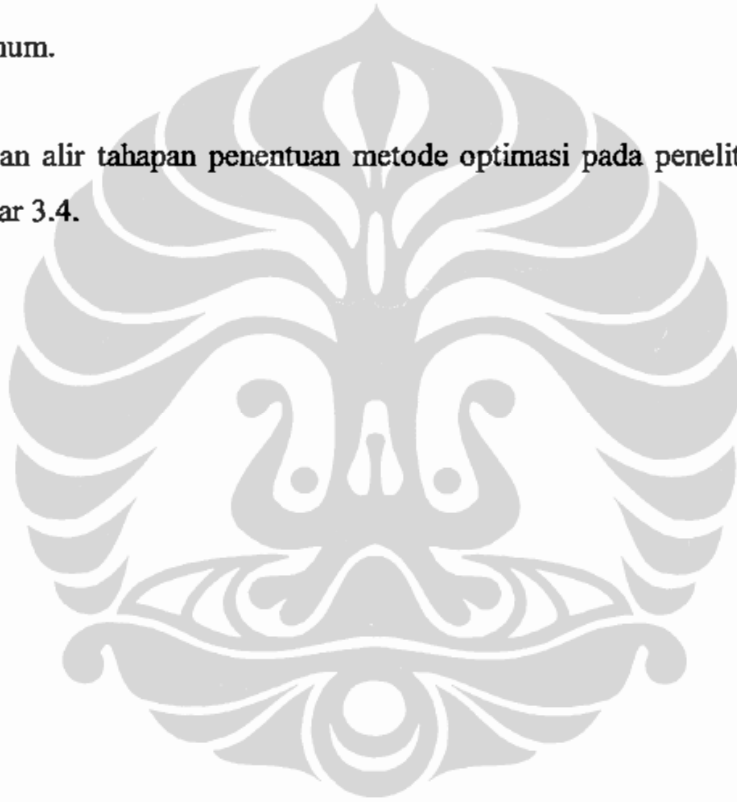 num.
an alir tahapan penentuan metode optimasi pada penelit
ar 3.4.